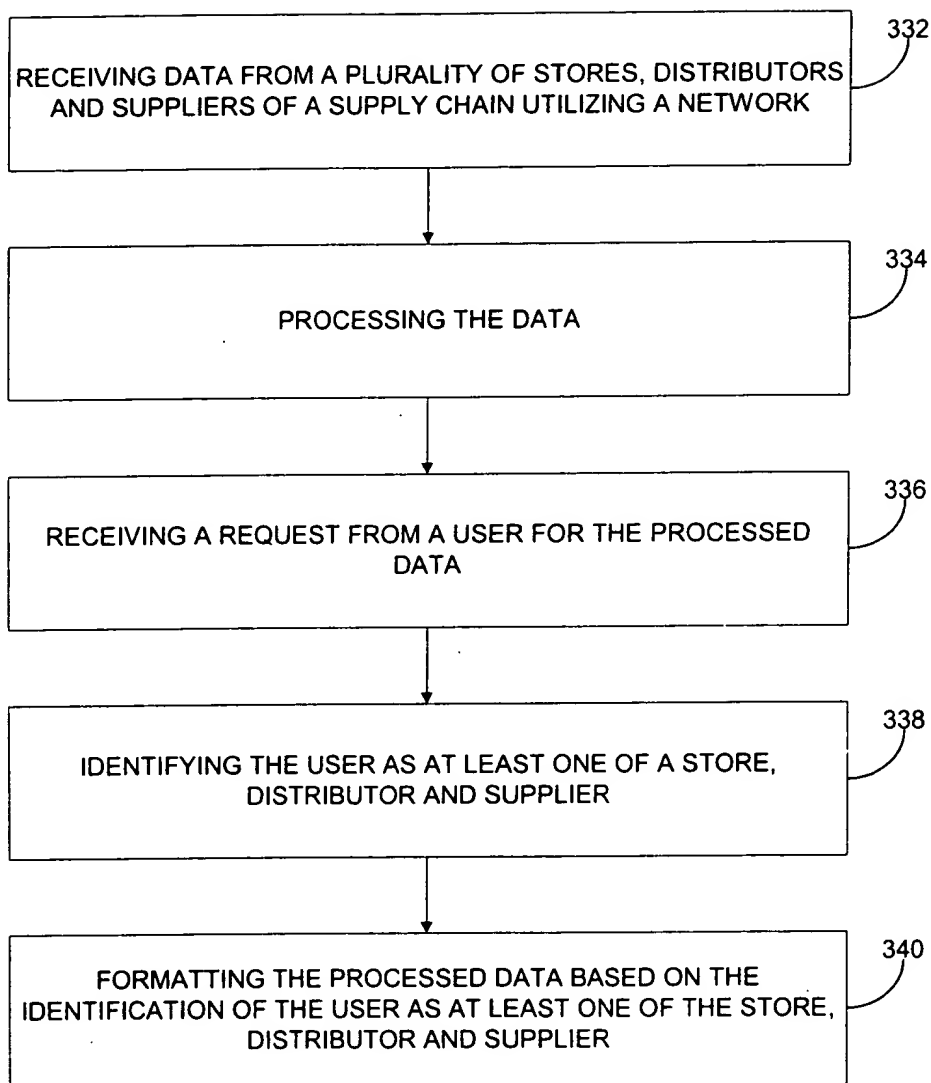 332
RECEIVING DATA FROM A PLURALITY OF STORES, DISTRIBUTORS
AND SUPPLIERS OF A SUPPLY CHAIN UTILIZING A NETWORK
334
PROCESSING THE DATA
336
RECEIVING A REQUEST FROM A USER FOR THE PROCESSED
DATA
338
IDENTIFYING THE USER AS AT LEAST ONE OF A STORE,
DISTRIBUTOR AND SUPPLIER
340
FORMATTING THE PROCESSED DATA BASED ON THE
IDENTIFICATION OF THE USER AS AT LEAST ONE OF THE STORE,
DISTRIBUTOR AND SUPPLIER